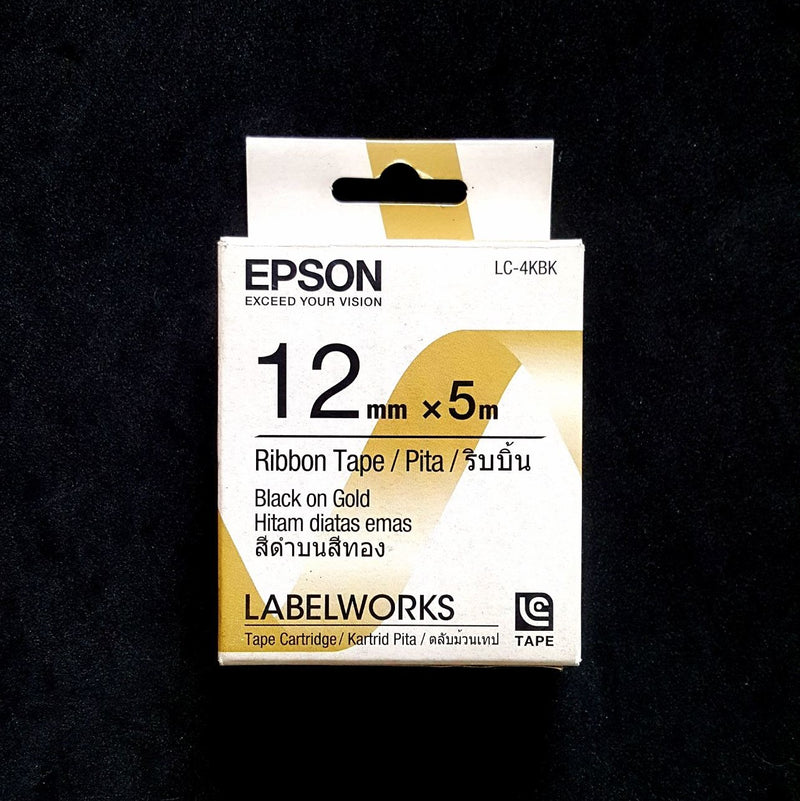 EPSON
EXCEED YOUR VISION
LC-4KBK
12mm x 5m
Ribbon Tape / Pita / ริบบิ้น
Black on Gold
Hitam diatas emas
สีดำบนสีทอง
LABELWORKS
Tape Cartridge / Kartrid Pita / ตลับม้วนเทป
LC
TAPE